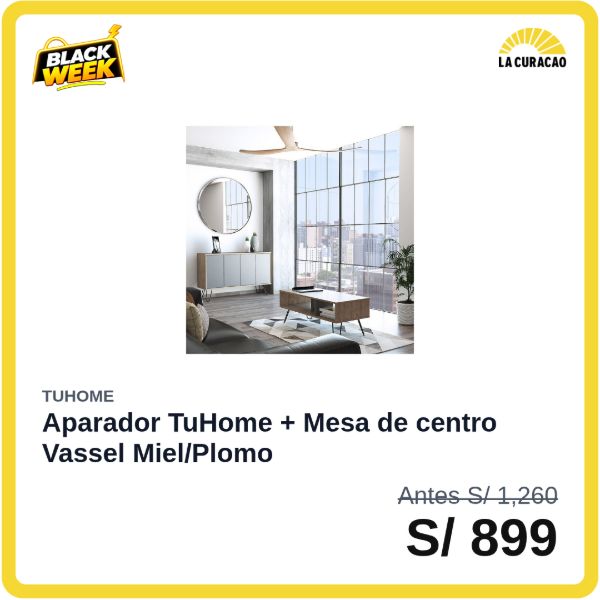 BLACK
WEEK
LA CURACAO
TUHOME
Aparador TuHome + Mesa de centro
Vassel Miel/Plomo
Antes S/ 1,260
S/ 899